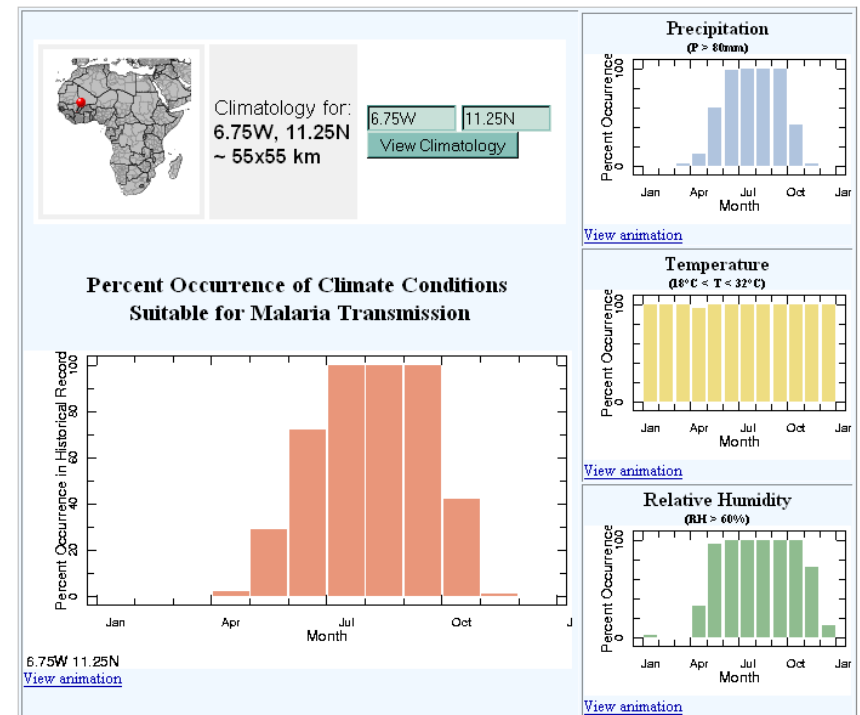 Climatology for:
6.75W, 11.25N
~ 55x55 km
6.75W
11.25N
View Climatology
Percent Occurrence of Climate Conditions
Suitable for Malaria Transmission
Percent Occurrence in Historical Record
100
80
60
40
20
0
Jan Apr Jul Oct J
Month
6.75W 11.25N
View animation
Precipitation
(P > 80mm)
Percent Occurrence
100
0
Jan Apr Jul Oct Jan
Month
View animation
Temperature
(18°C < T < 32°C)
Percent Occurrence
100
0
Jan Apr Jul Oct Jan
Month
View animation
Relative Humidity
(RH > 60%)
Percent Occurrence
100
0
Jan Apr Jul Oct Jan
Month
View animation